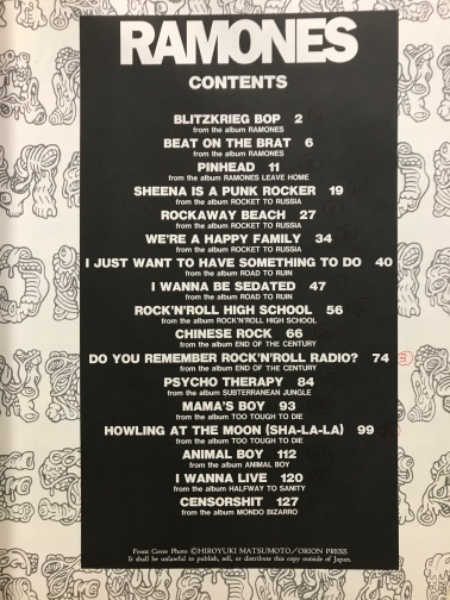 RAMONES
CONTENTS
BLITZKRIEG BOP 2
from the album RAMONES
BEAT ON THE BRAT 6
from the album RAMONES
PINHEAD 11
from the album RAMONES LEAVE HOME
SHEENA IS A PUNK ROCKER 19
from the album ROCKET TO RUSSIA
ROCKAWAY BEACH 27
from the album ROCKET TO RUSSIA
WE'RE A HAPPY FAMILY 34
from the album ROCKET TO RUSSIA
I JUST WANT TO HAVE SOMETHING TO DO 40
from the album ROAD TO RUIN
I WANNA BE SEDATED 47
from the album ROAD TO RUIN
ROCK'N'ROLL HIGH SCHOOL 56
from the album ROCK'N'ROLL HIGH SCHOOL
CHINESE ROCK 66
from the album END OF THE CENTURY
DO YOU REMEMBER ROCK'N'ROLL RADIO? 74
from the album END OF THE CENTURY
PSYCHO THERAPY 84
from the album SUBTERRANEAN JUNGLE
MAMA'S BOY 93
from the album TOO TOUGH TO DIE
HOWLING AT THE MOON (SHA-LA-LA) 99
from the album TOO TOUGH TO DIE
ANIMAL BOY 112
from the album ANIMAL BOY
I WANNA LIVE 120
from the album HALFWAY TO SANITY
CENSORSHIT 127
from the album MONDO BIZARRO
Front Cover Photo ©HIROYUKI MATSUMOTO/ORION PRESS
It shall be unlawful to publish, sell, or distribute this copy outside of Japan.